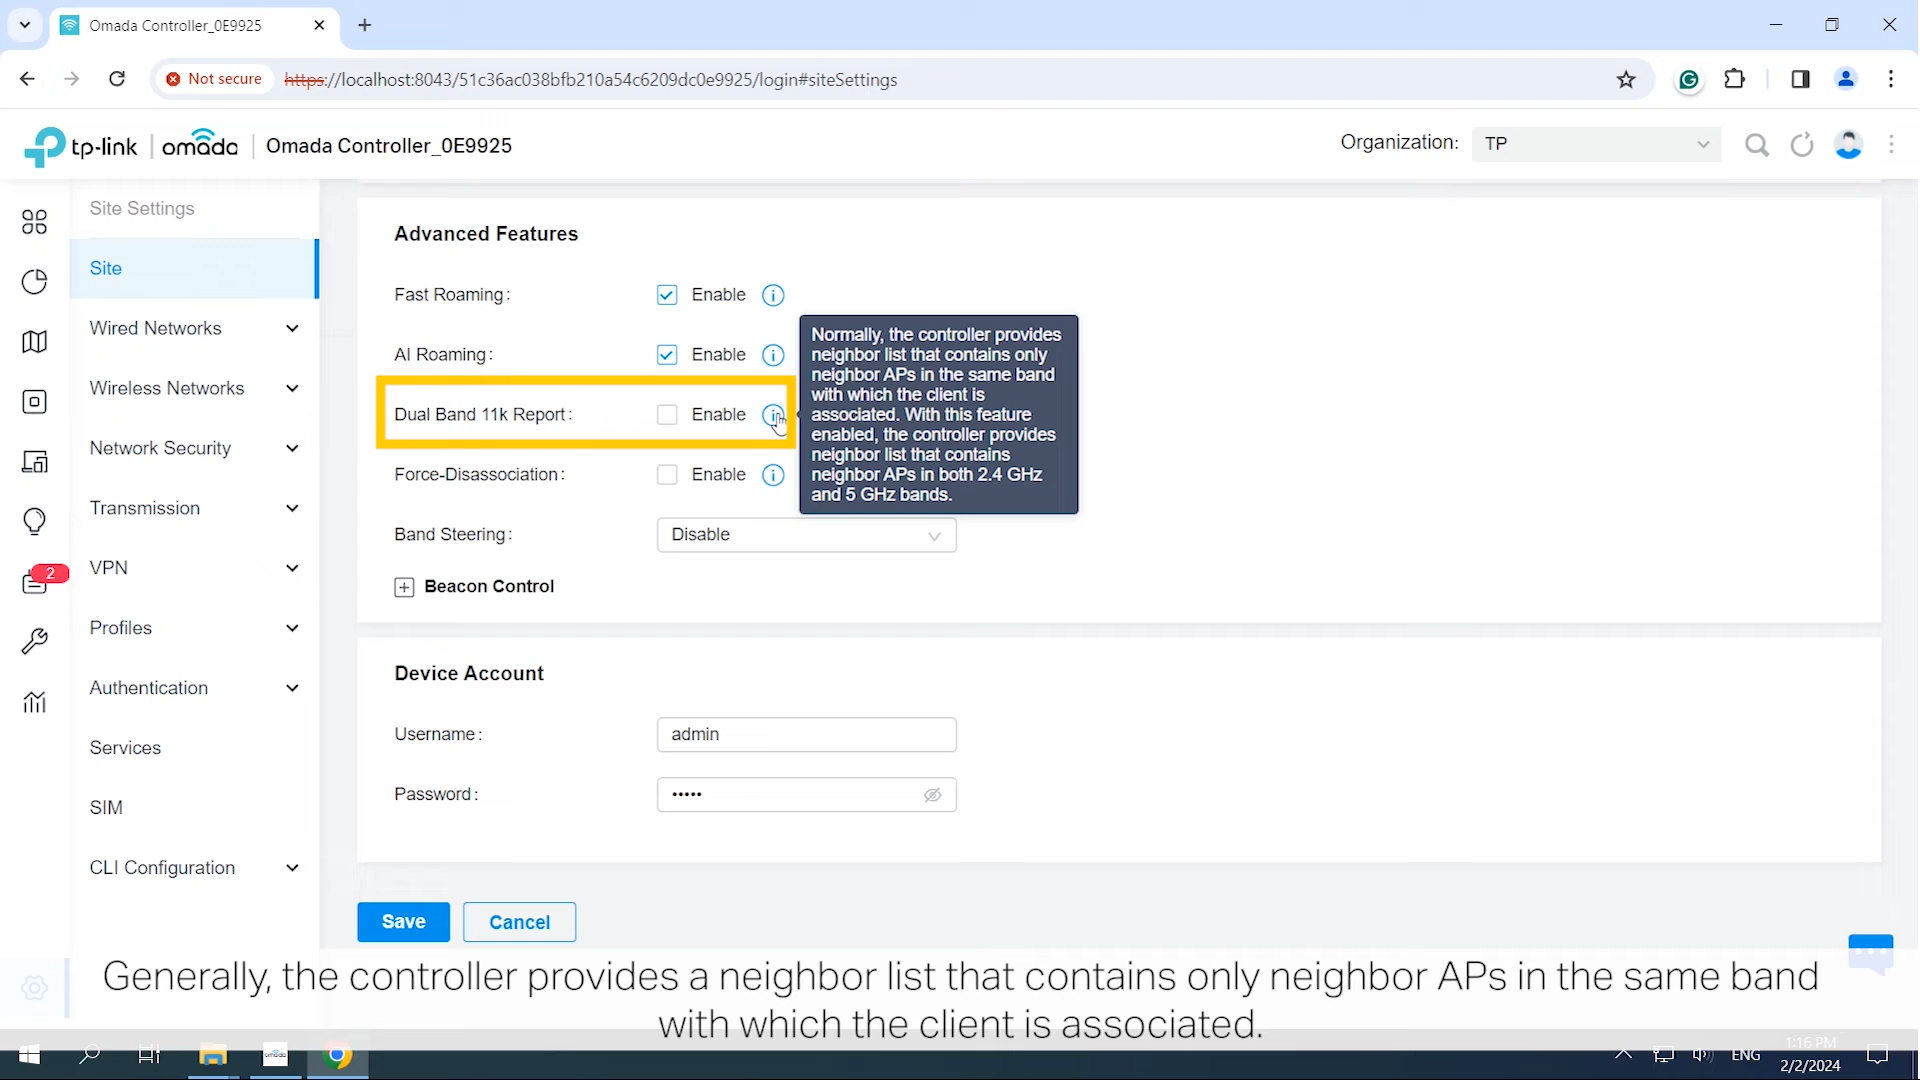 Omada Controller_0E9925
Not secure
https://localhost:8043/51c36ac038bfb210a54c6209dc0e9925/login#siteSettings
tp-link
omada
Omada Controller_0E9925
Organization:
TP
Site Settings
Site
Wired Networks
Wireless Networks
Network Security
Transmission
VPN
Profiles
Authentication
Services
SIM
CLI Configuration
2
Advanced Features
Fast Roaming:
Enable
AI Roaming:
Enable
Dual Band 11k Report:
Enable
Force-Disassociation:
Enable
Band Steering:
Disable
Beacon Control
Normally, the controller provides
neighbor list that contains only
neighbor APs in the same band
with which the client is
associated. With this feature
enabled, the controller provides
neighbor list that contains
neighbor APs in both 2.4 GHz
and 5 GHz bands.
Device Account
Username:
admin
Password:
•••••
Save
Cancel
Generally, the controller provides a neighbor list that contains only neighbor APs in the same band
with which the client is associated.
omada
ENG
1:16 PM
2/2/2024